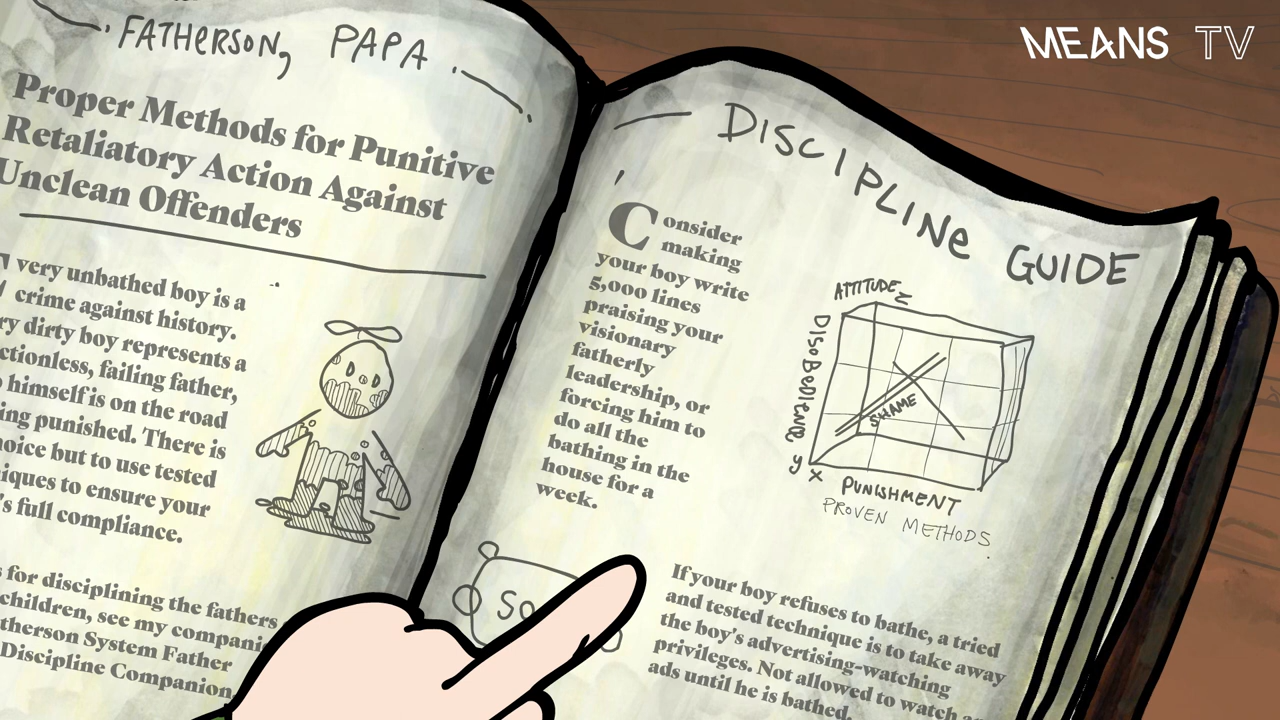 MEANS TV
FATHERSON, PAPA
Proper Methods for Punitive
Retaliatory Action Against
Unclean Offenders
very unbathed boy is a
crime against history.
ry dirty boy represents a
ctionless, failing father,
himself is on the road
ing punished. There is
hoice but to use tested
iques to ensure your
's full compliance.
s for disciplining the fathers
children, see my compani
therson System Father
Discipline Companion.
DISCIPLINE GUIDE
Consider
making
your boy write
5,000 lines
praising your
visionary
fatherly
leadership, or
forcing him to
do all the
bathing in the
house for a
week.
ATTITUDE Z
DISOBEDIENCE
SHAME
y
x
PUNISHMENT
PROVEN METHODS.
SO
If your boy refuses to bathe, a tried
and tested technique is to take away
the boy's advertising-watching
privileges. Not allowed to watch a
ads until he is bathed.